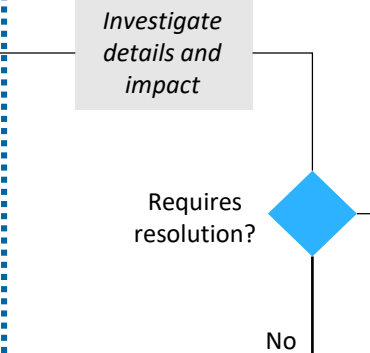 Investigate
details and
impact
Requires
resolution?
No